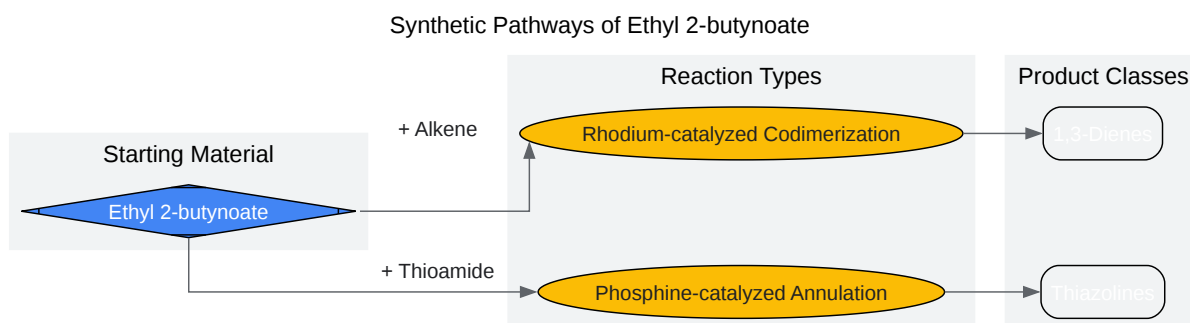 Synthetic Pathways of Ethyl 2-butynoate
Starting Material
Ethyl 2-butynoate
+ Alkene
+ Thioamide
Reaction Types
Rhodium-catalyzed Codimerization
Phosphine-catalyzed Annulation
Product Classes
1,3-Dienes
Thiazolines